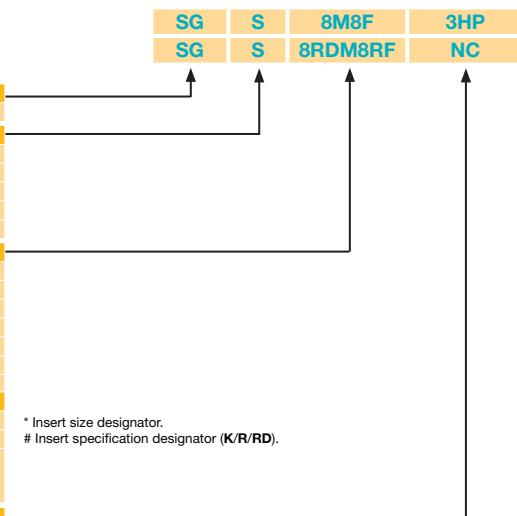 SG S 8M8F 3HP
SG S 8RDM8RF NC
* Insert size designator.
# Insert specification designator (K/R/RD).